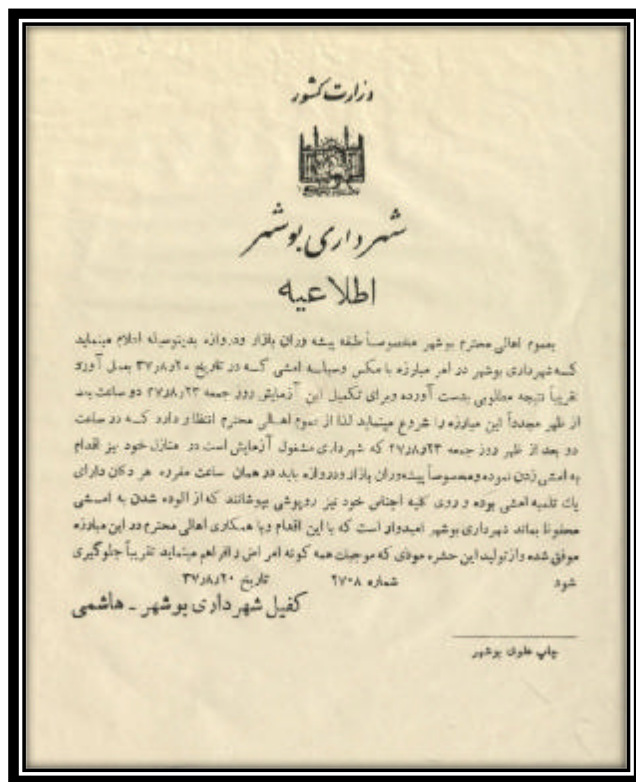 وزارت کشور
شهرداری بوشهر
اطلاعیه
بعموم اهالی محترم بوشهر مخصوصاً طبقه پیشه وران بازار ودروازه بدینوسیله اعلام مینماید
که شهرداری بوشهر در امر مبارزه با مگس وسیله امشی که در تاریخ ۳۷٫۸٫۲۰ بعمل آورد
تقریباً نتیجه مطلوبی بدست آورده وبرای تکمیل این آزمایش روز جمعه ۳۷٫۸٫۲۳ دو ساعت بعد
از ظهر مجدداً این مبارزه را شروع مینماید لذا از عموم اهالی محترم انتظار دارد که در ساعت
دو بعد از ظهر روز جمعه ۳۷٫۸٫۲۳ که شهرداری مشغول آزمایش است در منازل خود نیز اقدام
به امشی زدن نموده ومخصوصاً پیشه‌وران بازار ودروازه باید در همان ساعت مقرره هر دکان دارای
یك تلمبه امشی بوده و روی کلیه اجناس خود نیز روپوشی بپوشانند که از آلوده شدن به امشی
محفوظ بماند شهرداری بوشهر امیدوار است که با این اقدام وبا همکاری اهالی محترم در این مبارزه
موفق شده واز تولید این حشره موذی که موجبات همه گونه امراض را فراهم مینماید تقریباً جلوگیری
شود شماره ۲۷۰۸ تاریخ ۳۷٫۸٫۲۰
کفیل شهرداری بوشهر ـ هاشمی
چاپ علوی بوشهر